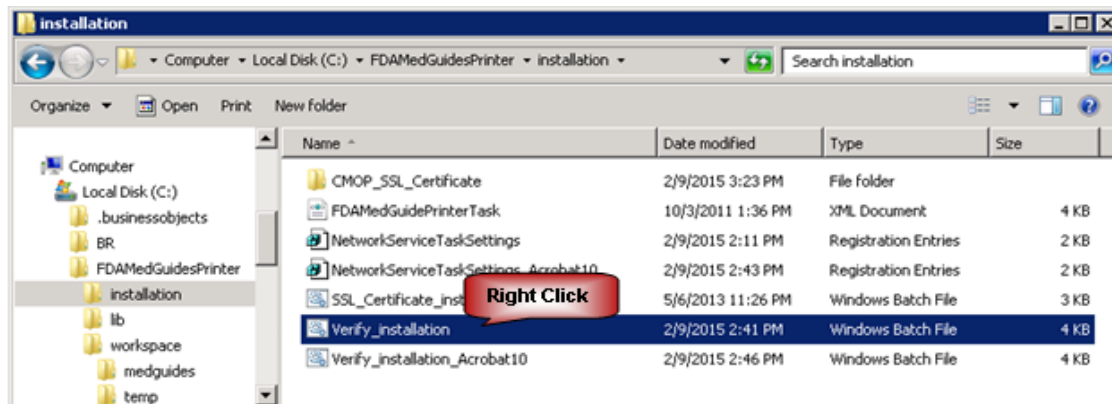 installation
Computer Local Disk (C:) FDAMedGuidesPrinter installation Search installation
Organize Open Print New folder
Name Date modified Type Size
Computer
Local Disk (C:)
.businessobjects
BR
FDAMedGuidesPrinter
installation
lib
workspace
medguides
temp
CMOP_SSL_Certificate 2/9/2015 3:23 PM File folder
FDAMedGuidePrinterTask 10/3/2011 1:36 PM XML Document 4 KB
NetworkServiceTaskSettings 2/9/2015 2:11 PM Registration Entries 2 KB
NetworkServiceTaskSettings_Acrobat10 2/9/2015 2:43 PM Registration Entries 2 KB
SSL_Certificate_inst 5/6/2013 11:26 PM Windows Batch File 3 KB
Right Click
Verify_installation 2/9/2015 2:41 PM Windows Batch File 4 KB
Verify_installation_Acrobat10 2/9/2015 2:46 PM Windows Batch File 4 KB